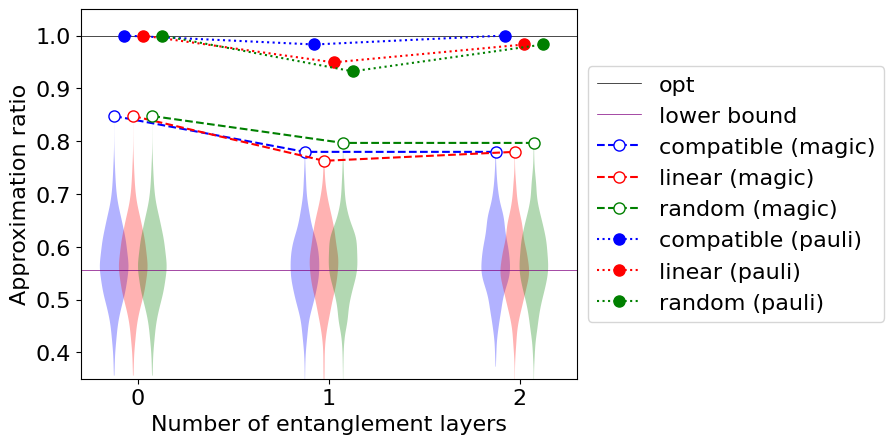 Approximation ratio
1.0
0.9
0.8
0.7
0.6
0.5
0.4
0
1
2
Number of entanglement layers
opt
lower bound
compatible (magic)
linear (magic)
random (magic)
compatible (pauli)
linear (pauli)
random (pauli)